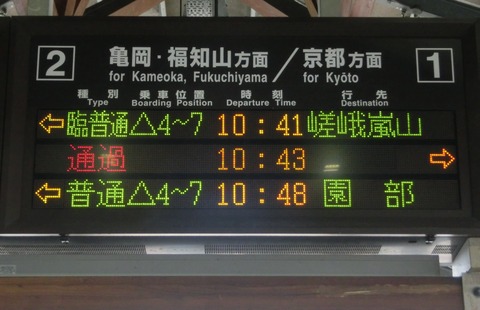 2 亀岡・福知山方面 ／ 京都方面 1
for Kameoka, Fukuchiyama for Kyōto
種別 乗車位置 時刻 行先
Type Boarding Position Departure Time Destination
←臨普通△4~7 10:41 嵯峨嵐山
通過 10:43 ⇨
←普通△4~7 10:48 園部